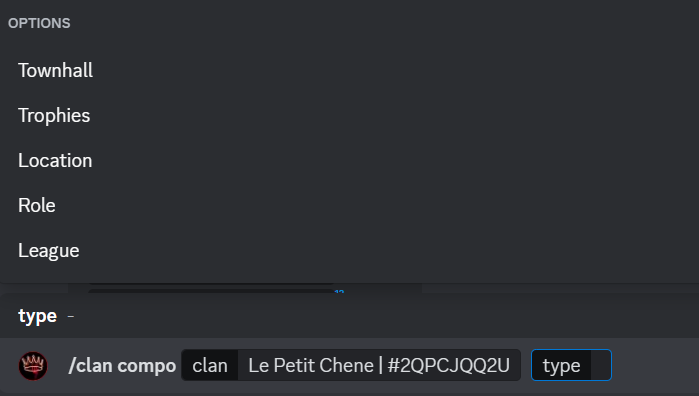 OPTIONS
Townhall
Trophies
Location
Role
League
type -
/clan compo clan Le Petit Chene | #2QPCJQQ2U type